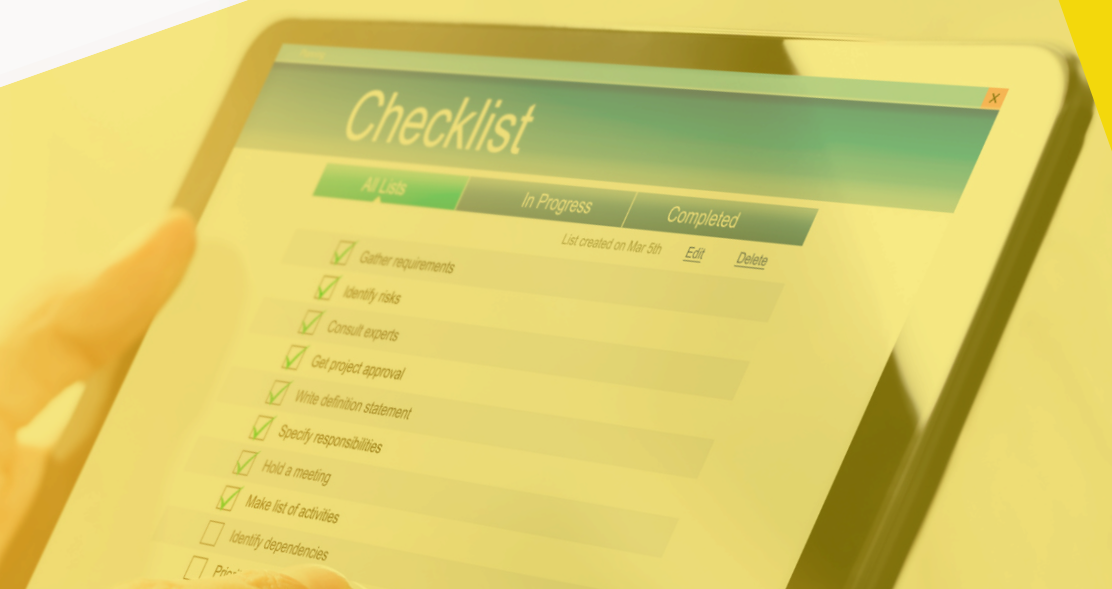 Checklist
X
All Lists
In Progress
Completed
List created on Mar 5th
Edit
Delete
Gather requirements
Identify risks
Consult experts
Get project approval
Write definition statement
Specify responsibilities
Hold a meeting
Make list of activities
Identify dependencies